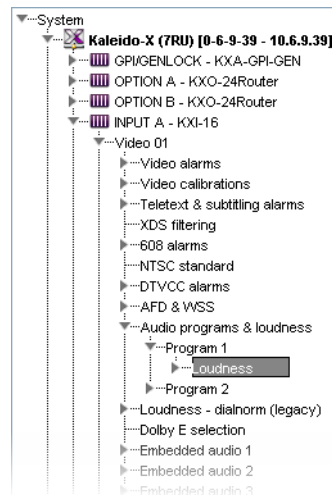 System
Kaleido-X (7RU) [0-6-9-39 - 10.6.9.39]
GPI/GENLOCK - KXA-GPI-GEN
OPTION A - KXO-24Router
OPTION B - KXO-24Router
INPUT A - KXI-16
Video 01
Video alarms
Video calibrations
Teletext & subtitling alarms
XDS filtering
608 alarms
NTSC standard
DTVCC alarms
AFD & WSS
Audio programs & loudness
Program 1
Loudness
Program 2
Loudness - dialnorm (legacy)
Dolby E selection
Embedded audio 1
Embedded audio 2
Embedded audio 3